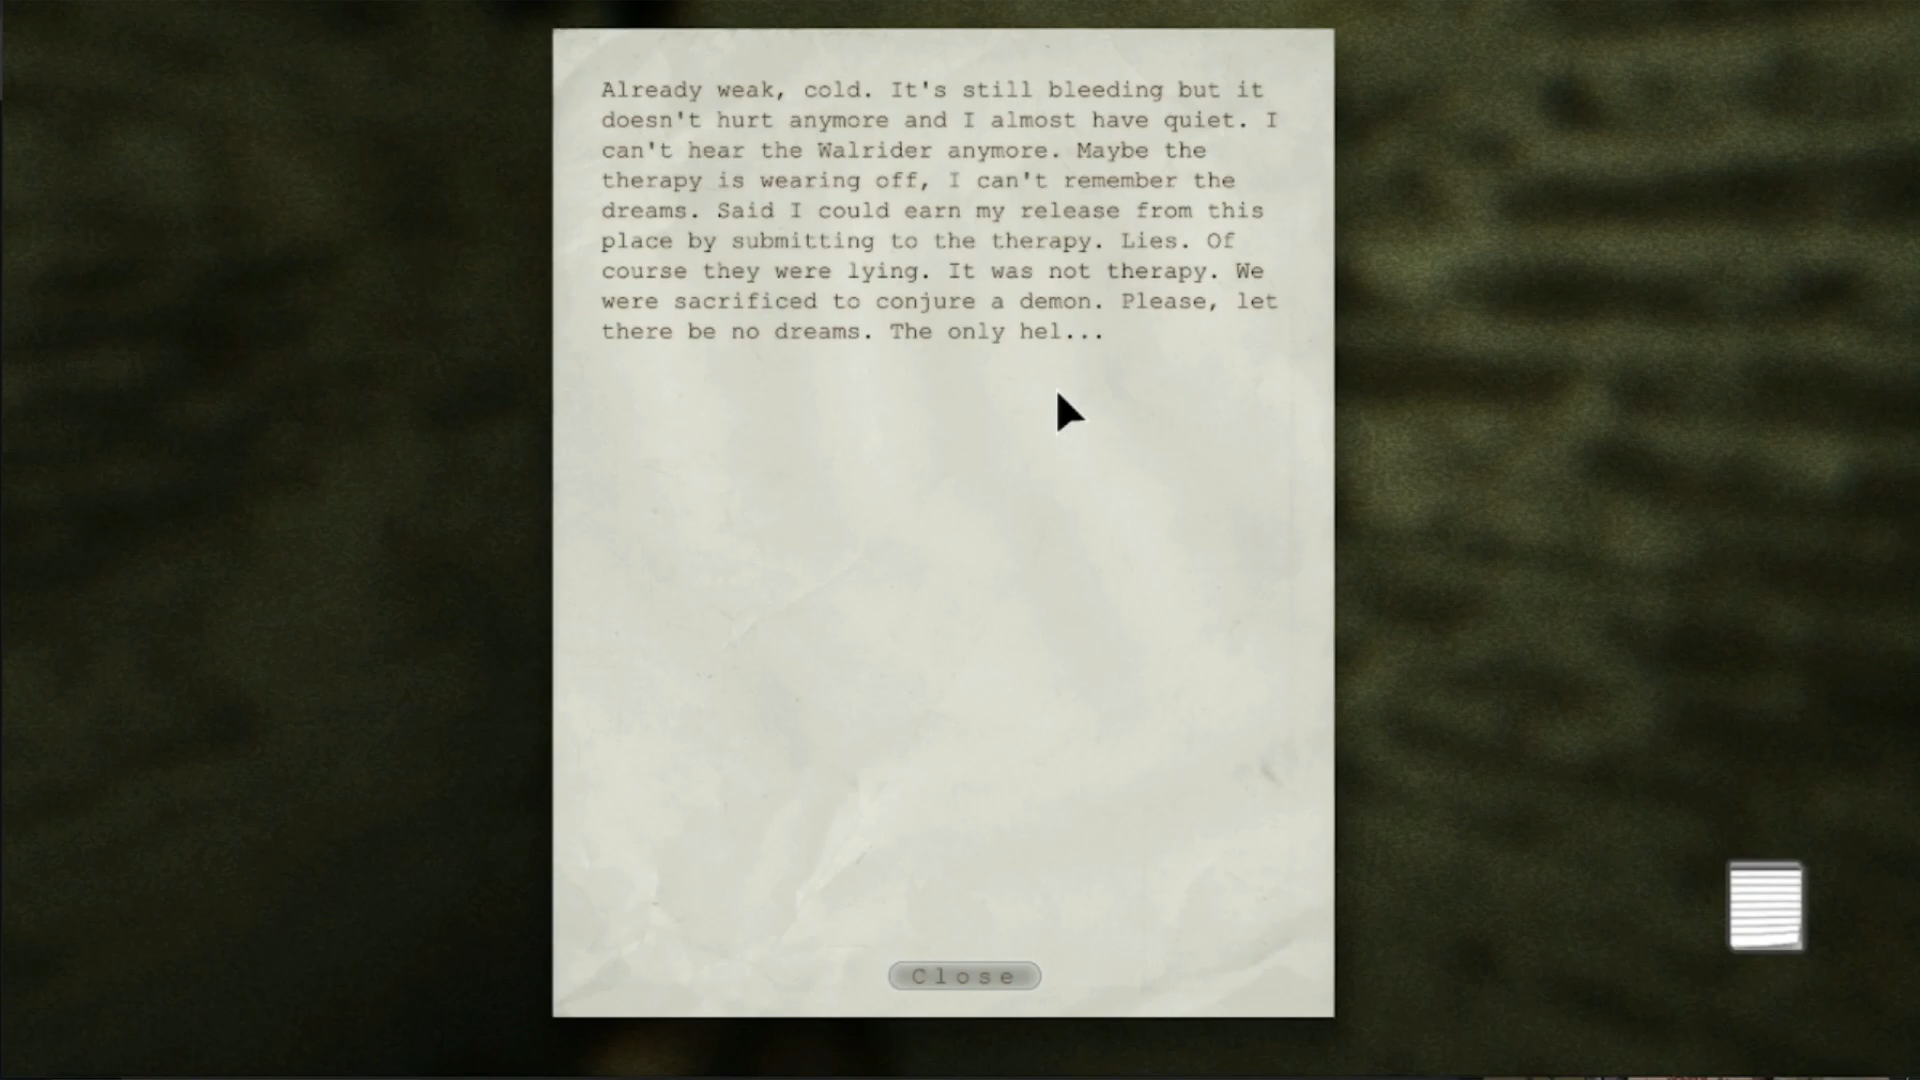 Already weak, cold. It's still bleeding but it
doesn't hurt anymore and I almost have quiet. I
can't hear the Walrider anymore. Maybe the
therapy is wearing off, I can't remember the
dreams. Said I could earn my release from this
place by submitting to the therapy. Lies. Of
course they were lying. It was not therapy. We
were sacrificed to conjure a demon. Please, let
there be no dreams. The only hel...
Close